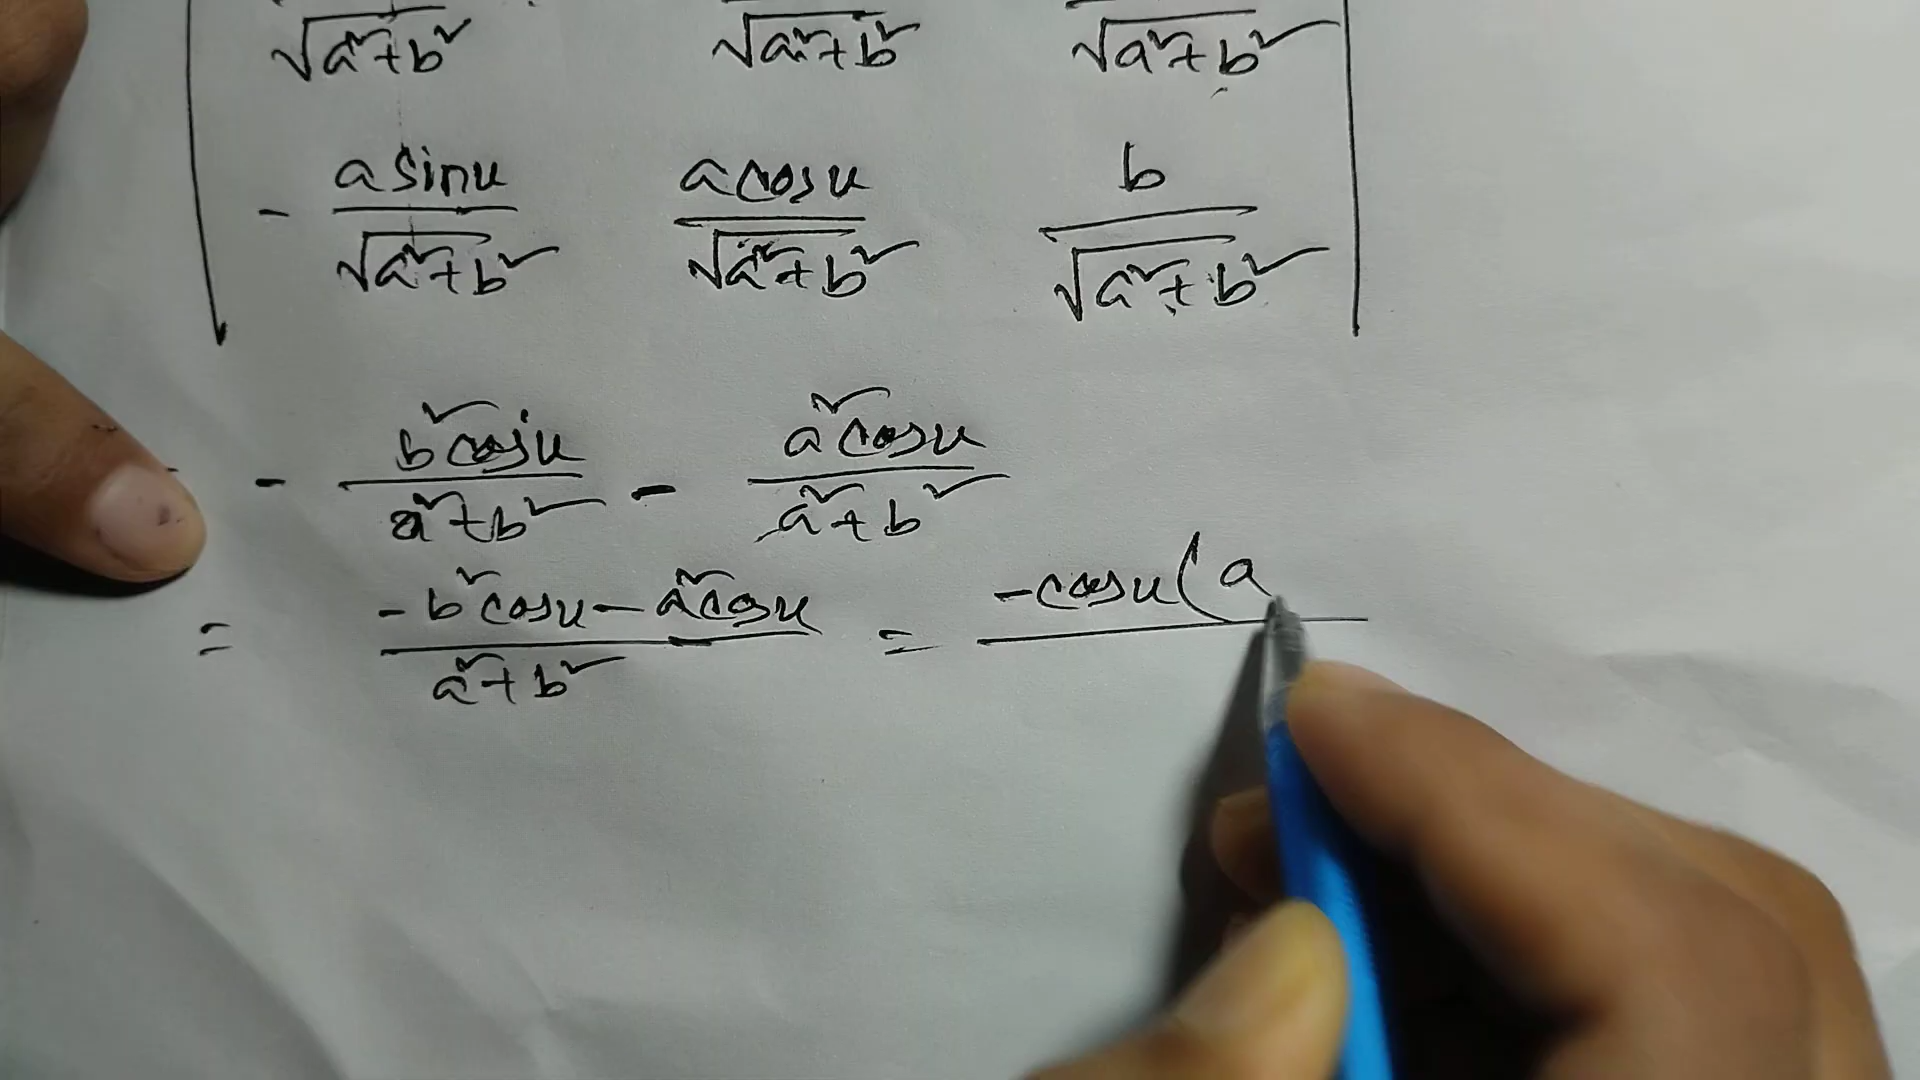 √a²+b² √a²+b² √a²+b²
- a sinu/√a²+b² a cosu/√a²+b² b/√a²+b²
- b²cosu/a²+b² - a²cosu/a²+b²
= -b²cosu-a²cosu/a²+b² = -cosu(a